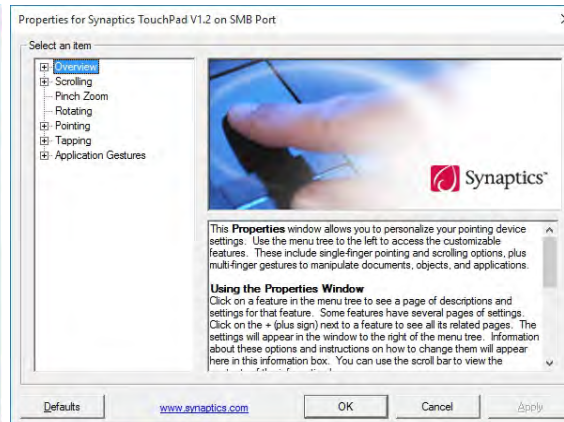 Properties for Synaptics TouchPad V1.2 on SMB Port
Select an item
Overview
Scrolling
Pinch Zoom
Rotating
Pointing
Tapping
Application Gestures
Synaptics™
This Properties window allows you to personalize your pointing device
settings. Use the menu tree to the left to access the customizable
features. These include single-finger pointing and scrolling options, plus
multi-finger gestures to manipulate documents, objects, and applications.
Using the Properties Window
Click on a feature in the menu tree to see a page of descriptions and
settings for that feature. Some features have several pages of settings.
Click on the + (plus sign) next to a feature to see all its related pages. The
settings will appear in the window to the right of the menu tree. Information
about these options and instructions on how to change them will appear
here in this information box. You can use the scroll bar to view the
Defaults
www.synaptics.com
OK
Cancel
Apply